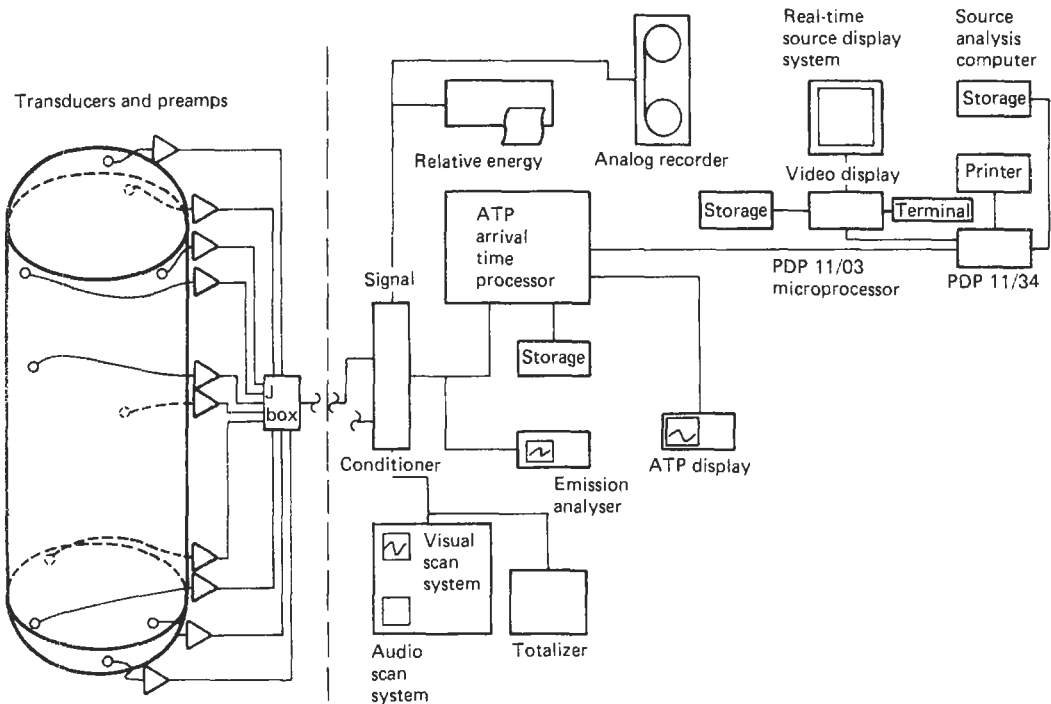 Transducers and preamps
J
box
Signal
Conditioner
Relative energy
Analog recorder
ATP
arrival
time
processor
Storage
Emission
analyser
ATP display
Visual
scan
system
Audio
scan
system
Totalizer
Real-time
source display
system
Video display
Storage
Terminal
PDP 11/03
microprocessor
Source
analysis
computer
Storage
Printer
PDP 11/34